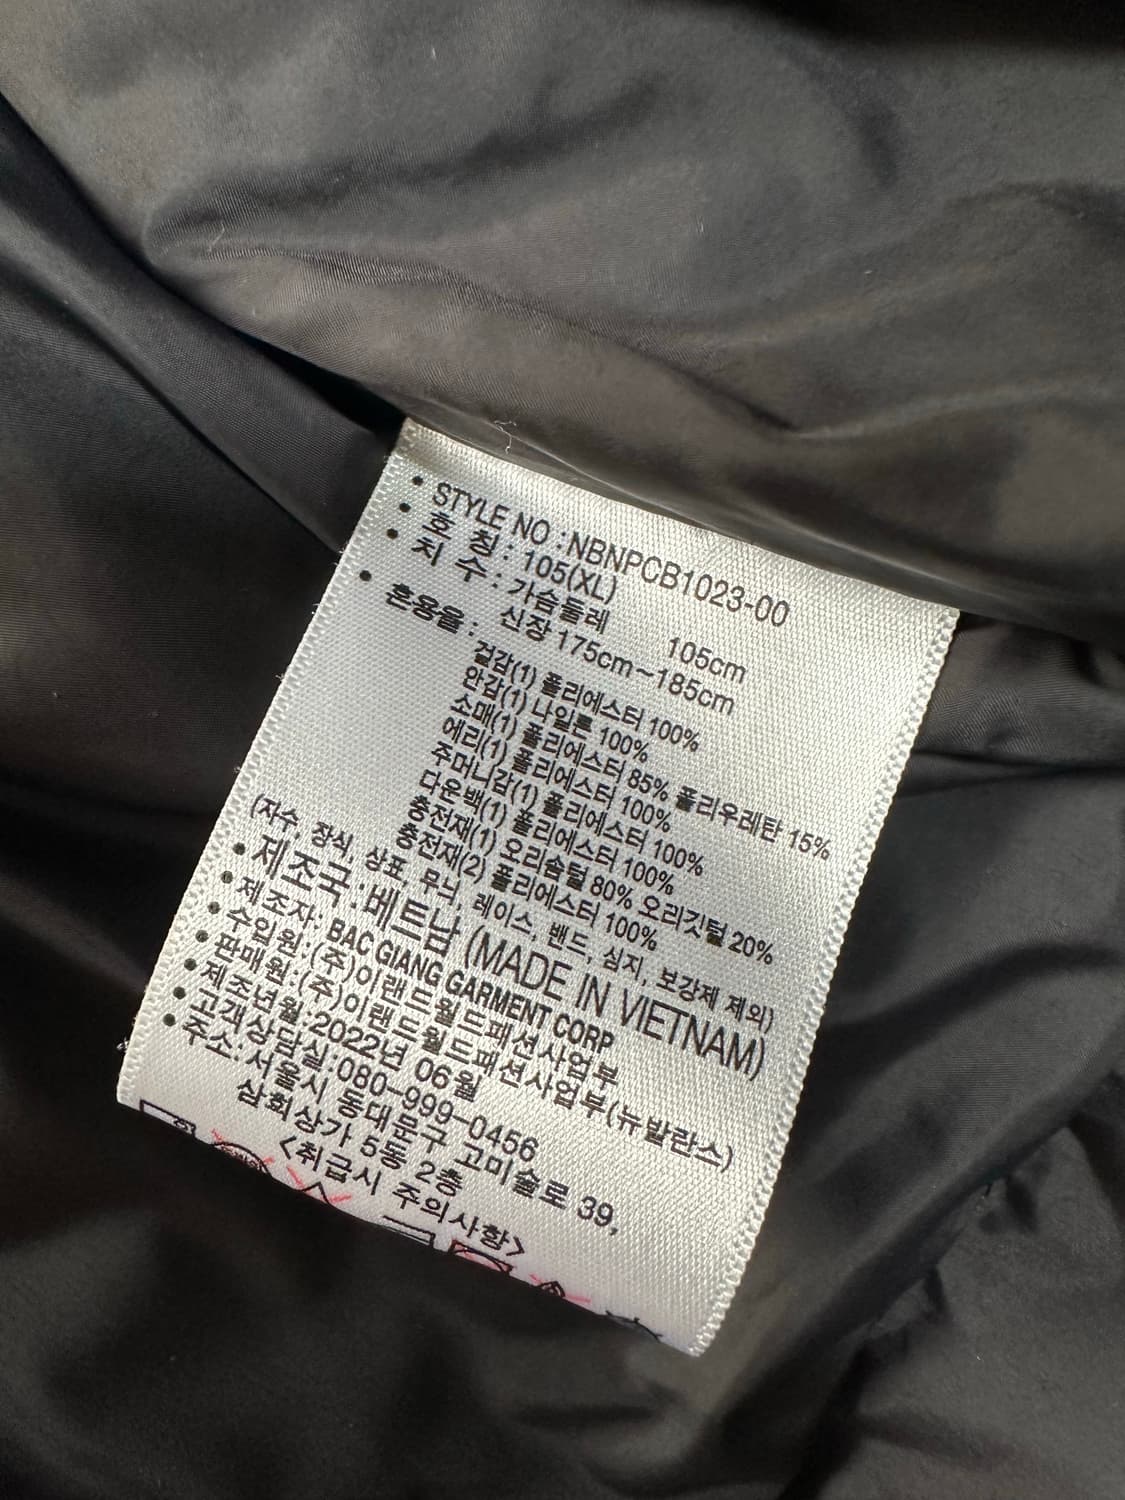 • STYLE NO : NBNPCB1023-00
• 호 칭 : 105(XL)
• 치 수 : 가슴둘레 105cm
신장 175cm~185cm
• 혼용율 :
겉감(1) 폴리에스터 100%
안감(1) 나일론 100%
소매(1) 폴리에스터 85% 폴리우레탄 15%
에리(1) 폴리에스터 100%
주머니감(1) 폴리에스터 100%
다운백(1) 폴리에스터 100%
충전재(1) 오리솜털 80% 오리깃털 20%
충전재(2) 폴리에스터 100%
(자수, 장식, 상표, 무늬, 레이스, 밴드, 심지, 보강제 제외)
• 제조국 : 베트남 (MADE IN VIETNAM)
• 제조자: BAC GIANG GARMENT CORP
• 수입원:(주)이랜드월드패션사업부
• 판매원:(주)이랜드월드패션사업부(뉴발란스)
• 제조년월:2022년 06월
• 고객상담실:080-999-0456
• 주소: 서울시 동대문구 고미술로 39,
삼희상가 5동 2층
<취급시 주의사항>